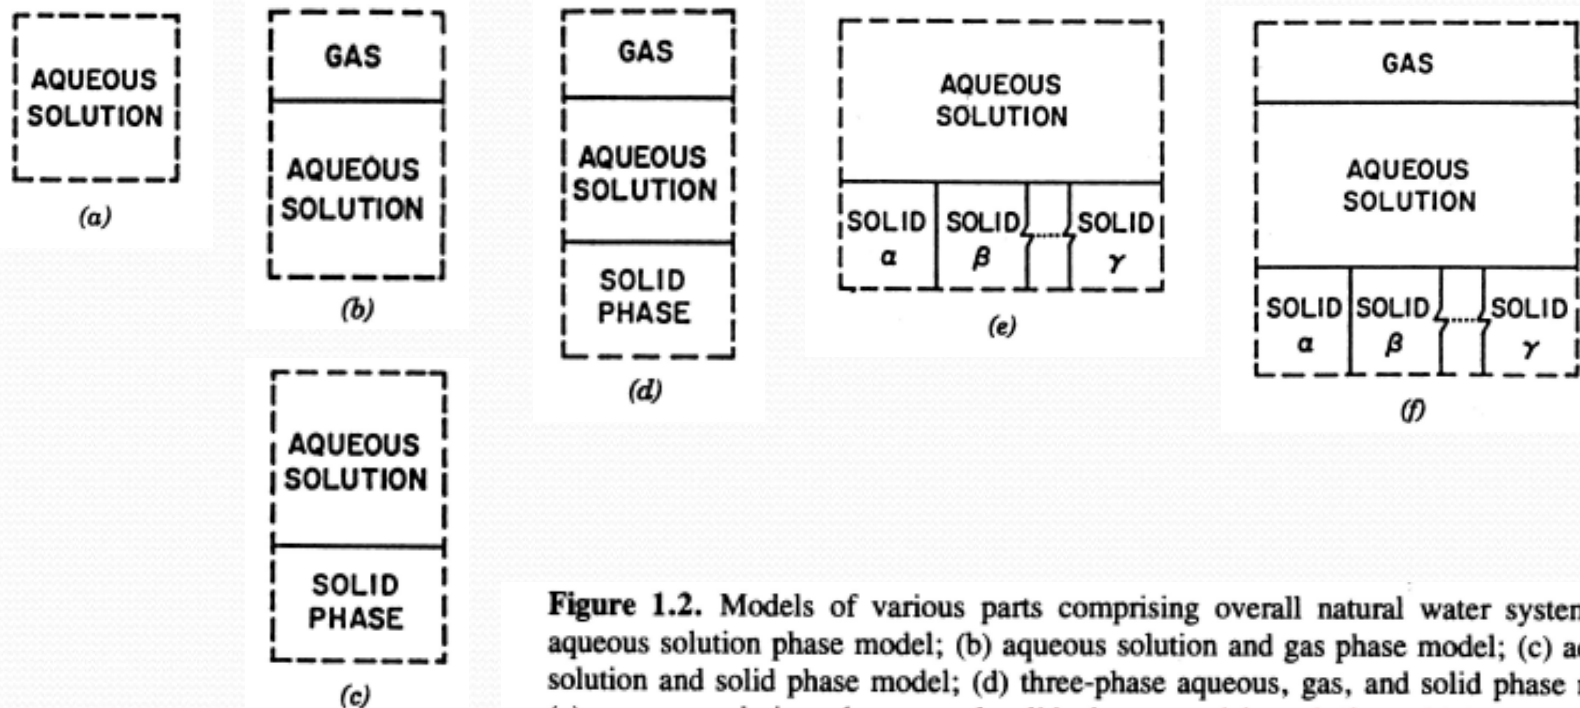 AQUEOUS
SOLUTION
(a)
GAS
AQUEOUS
SOLUTION
(b)
AQUEOUS
SOLUTION
SOLID
PHASE
(c)
GAS
AQUEOUS
SOLUTION
SOLID
PHASE
(d)
AQUEOUS
SOLUTION
SOLID SOLID SOLID
α β γ
(e)
GAS
AQUEOUS
SOLUTION
SOLID SOLID SOLID
α β γ
(f)
Figure 1.2. Models of various parts comprising overall natural water system
aqueous solution phase model; (b) aqueous solution and gas phase model; (c) a
solution and solid phase model; (d) three-phase aqueous, gas, and solid phase